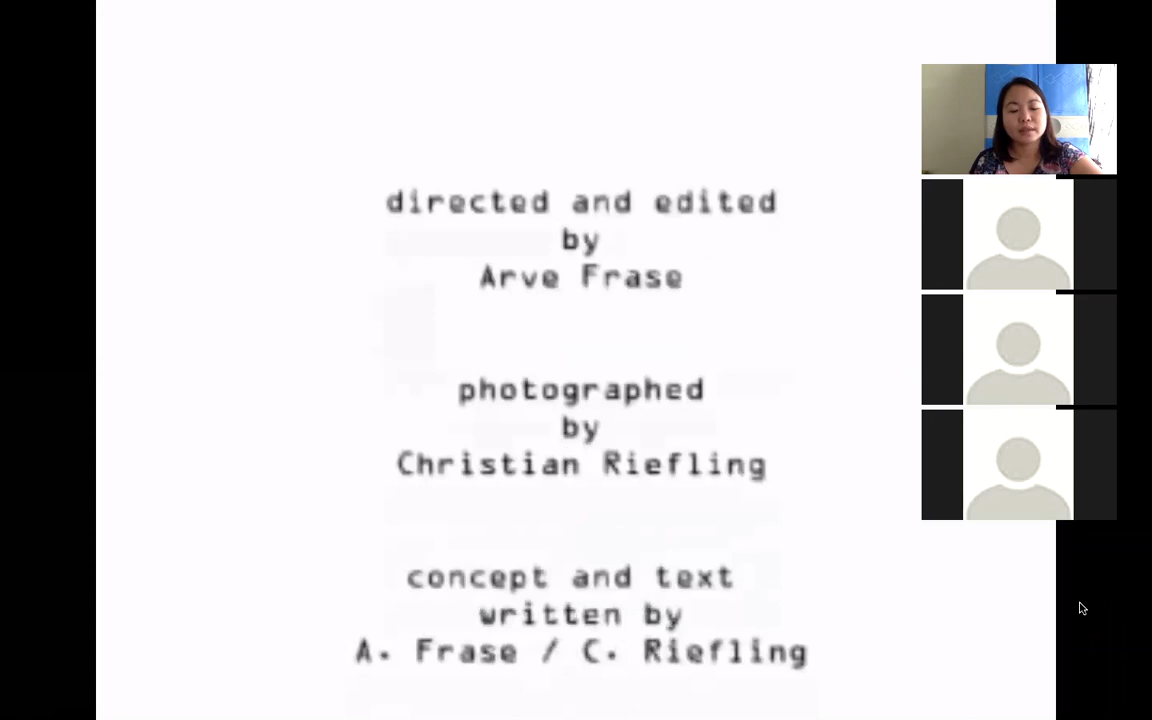 directed and edited
by
Arve Frase
photographed
by
Christian Riefling
concept and text
written by
A. Frase / C. Riefling